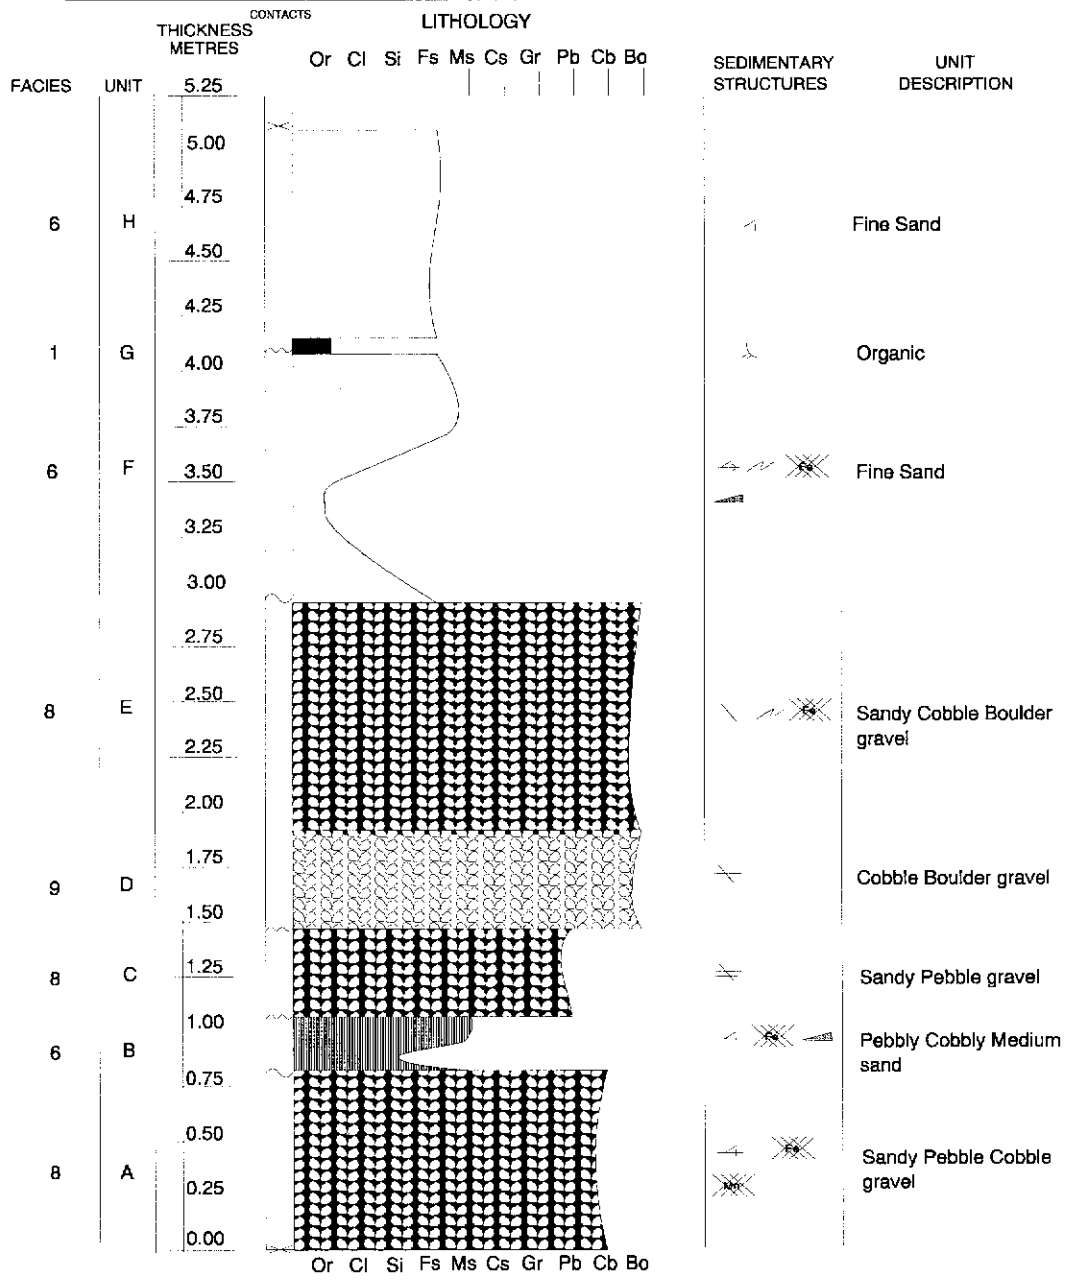 CONTACTS
LITHOLOGY
THICKNESS
METRES
Or Cl Si Fs Ms Cs Gr Pb Cb Bo
SEDIMENTARY
STRUCTURES
UNIT
DESCRIPTION
FACIES UNIT 5.25
5.00
4.75
6 H Fine Sand
4.50
4.25
1 G 4.00 Organic
3.75
6 F 3.50 Fe Fine Sand
3.25
3.00
2.75
2.50
8 E Fe Sandy Cobble Boulder
gravel
2.25
2.00
1.75
9 D Cobble Boulder gravel
1.50
8 C 1.25 Sandy Pebble gravel
1.00
6 B Fe Pebbly Cobbly Medium
sand
0.75
0.50
Fe
8 A Sandy Pebble Cobble
gravel
0.25 Mn
0.00
Or Cl Si Fs Ms Cs Gr Pb Cb Bo